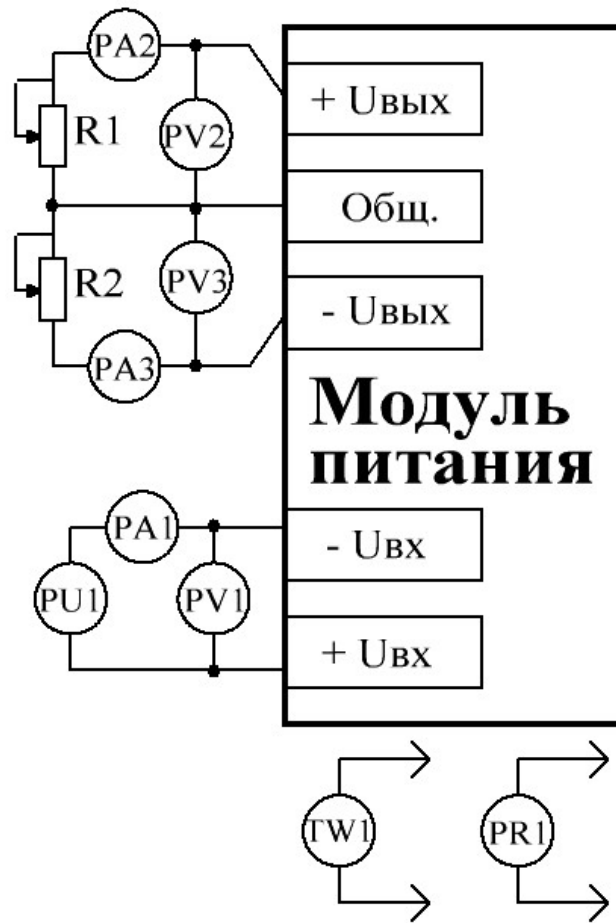 PA2
+ Uвых
R1
PV2
Общ.
R2
PV3
- Uвых
PA3
Модуль
питания
PA1
- Uвх
PU1
PV1
+ Uвх
TW1
PR1